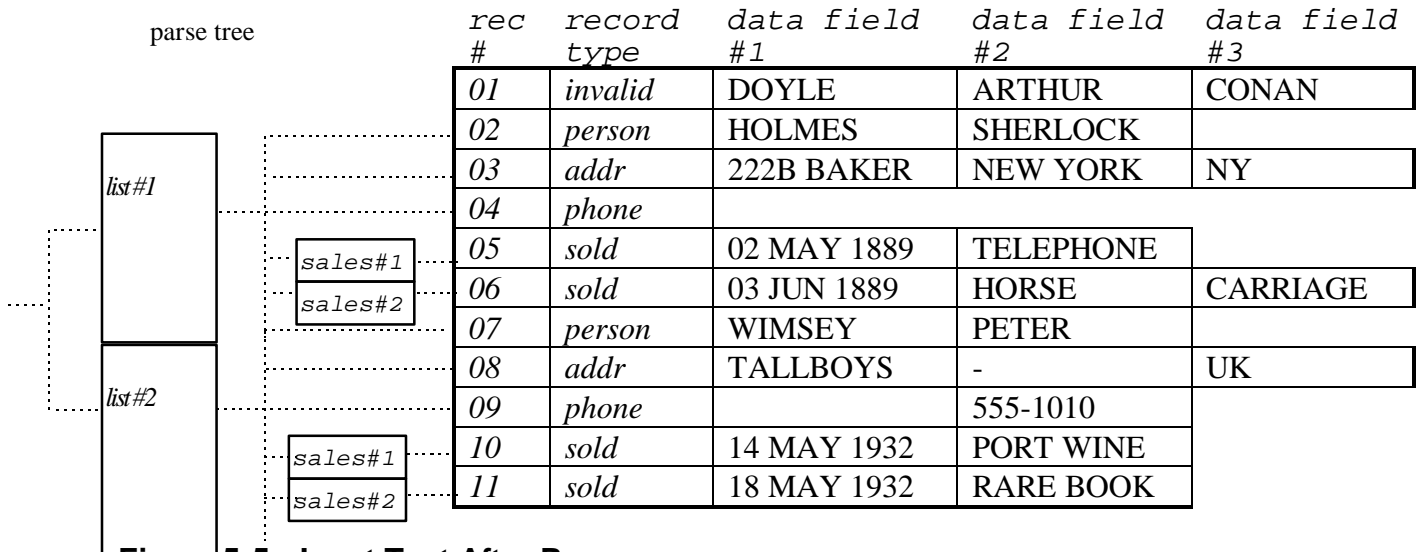 parse tree
rec record data field data field data field
# type #1 #2 #3
01 invalid DOYLE ARTHUR CONAN
02 person HOLMES SHERLOCK
list#1 03 addr 222B BAKER NEW YORK NY
04 phone
sales#1 05 sold 02 MAY 1889 TELEPHONE
sales#2 06 sold 03 JUN 1889 HORSE CARRIAGE
07 person WIMSEY PETER
08 addr TALLBOYS - UK
list#2 09 phone 555-1010
sales#1 10 sold 14 MAY 1932 PORT WINE
sales#2 11 sold 18 MAY 1932 RARE BOOK